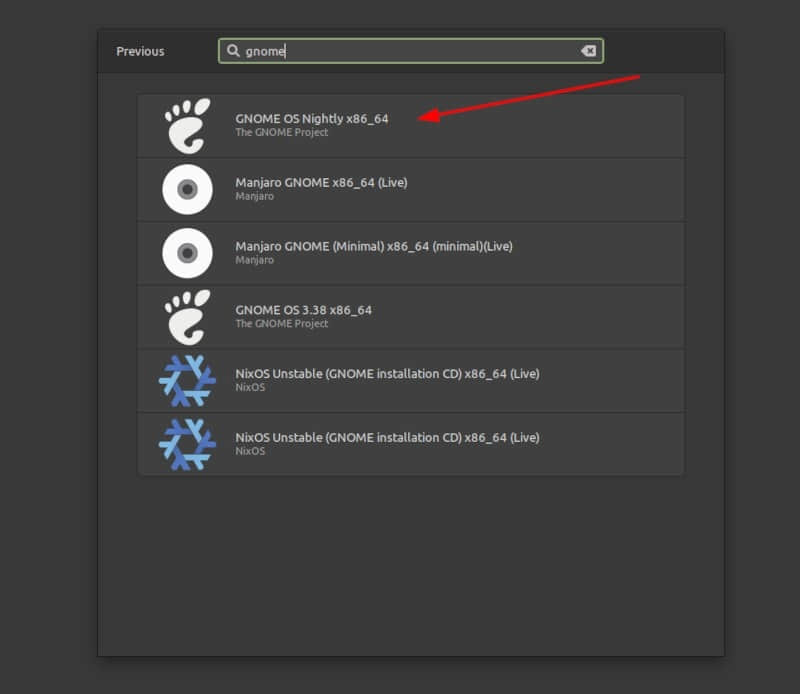 Previous
gnome
GNOME OS Nightly x86_64
The GNOME Project
Manjaro GNOME x86_64 (Live)
Manjaro
Manjaro GNOME (Minimal) x86_64 (minimal)(Live)
Manjaro
GNOME OS 3.38 x86_64
The GNOME Project
NixOS Unstable (GNOME installation CD) x86_64 (Live)
NixOS
NixOS Unstable (GNOME installation CD) x86_64 (Live)
NixOS